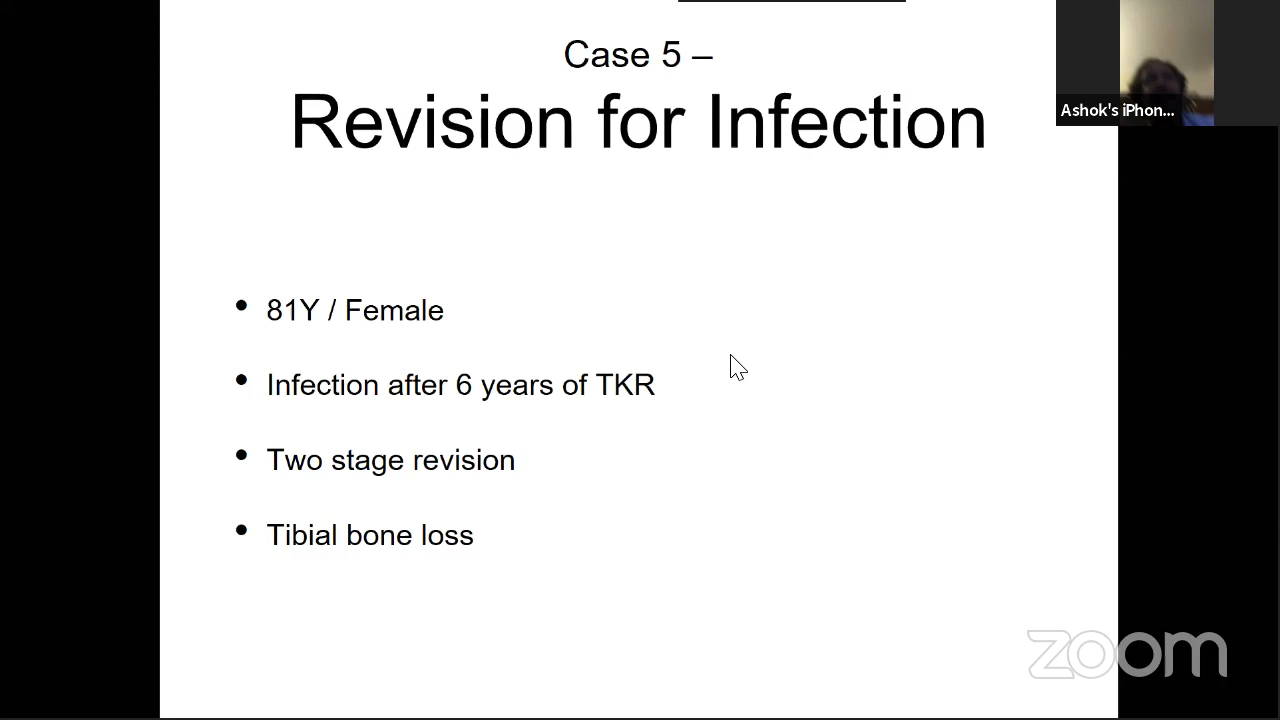 Case 5 –
Revision for Infection
Ashok's iPhon...
• 81Y / Female
• Infection after 6 years of TKR
• Two stage revision
• Tibial bone loss
zoom